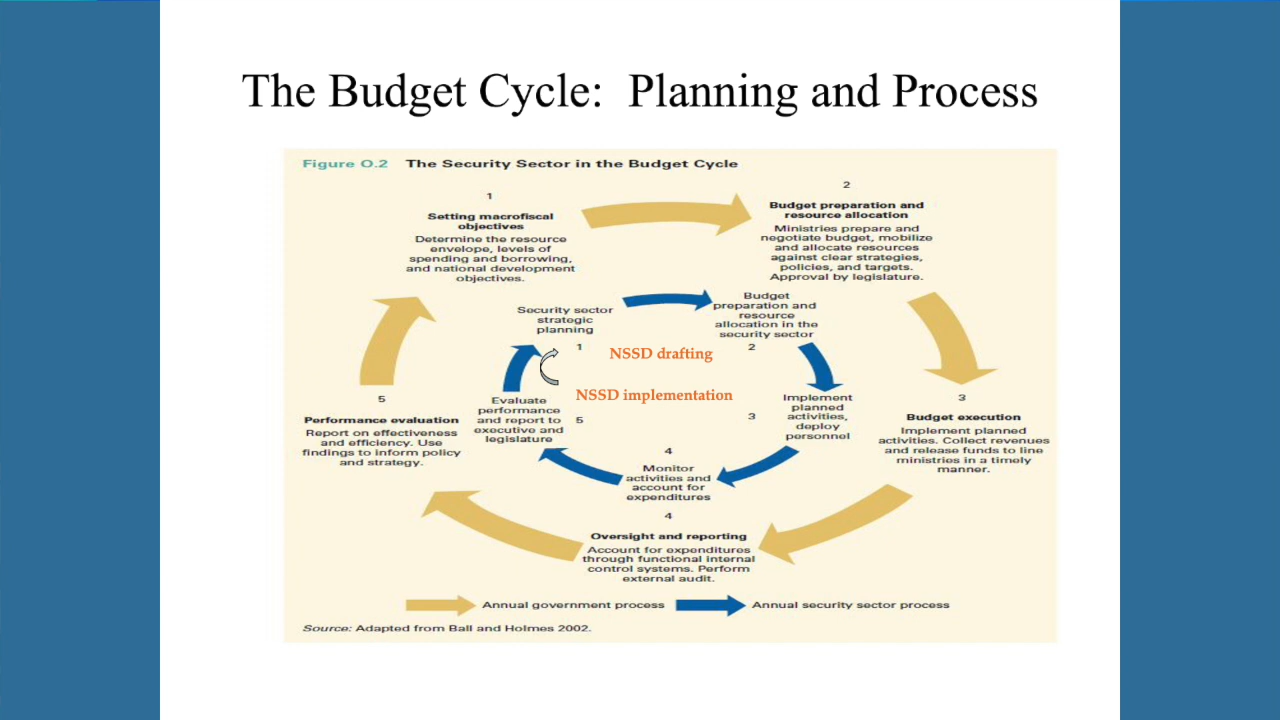 The Budget Cycle:  Planning and Process
Figure O.2   The Security Sector in the Budget Cycle
1
Setting macrofiscal
objectives
Determine the resource
envelope, levels of
spending and borrowing,
and national development
objectives.
2
Budget preparation and
resource allocation
Ministries prepare and
negotiate budget, mobilize
and allocate resources
against clear strategies,
policies, and targets.
Approval by legislature.
Security sector
strategic
planning
1
Budget
preparation and
resource
allocation in the
security sector
2
NSSD drafting
NSSD implementation
5
Performance evaluation
Report on effectiveness
and efficiency. Use
findings to inform policy
and strategy.
Evaluate
performance
and report to
executive and
legislature
5
3
Implement
planned
activities,
deploy
personnel
3
Budget execution
Implement planned
activities. Collect revenues
and release funds to line
ministries in a timely
manner.
4
Monitor
activities and
account for
expenditures
4
Oversight and reporting
Account for expenditures
through functional internal
control systems. Perform
external audit.
Annual government process
Annual security sector process
Source: Adapted from Ball and Holmes 2002.